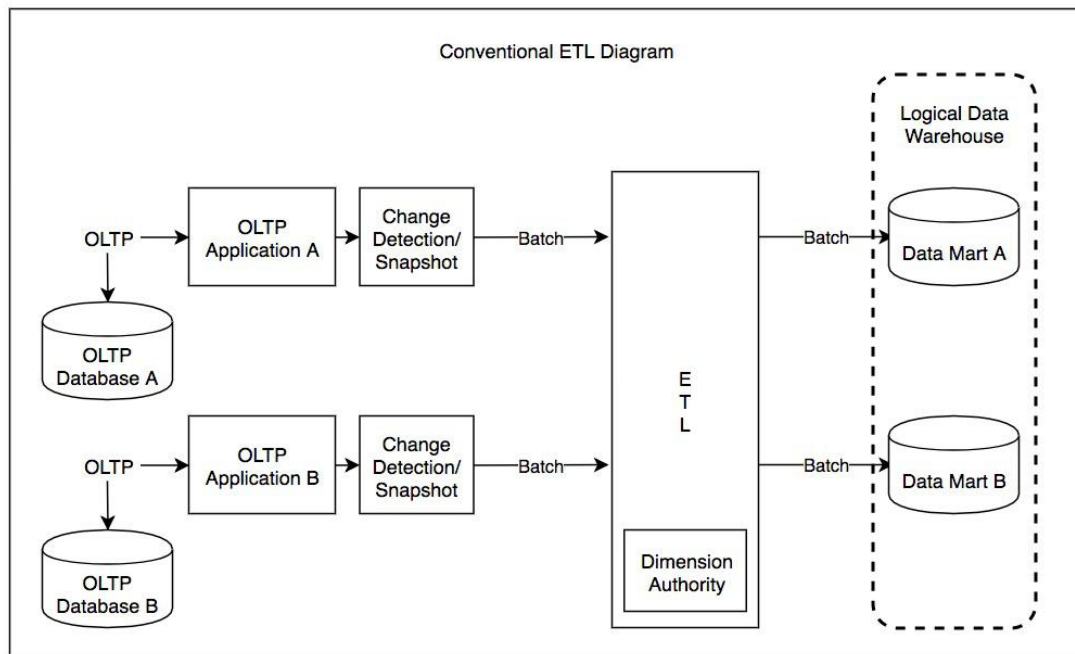 Conventional ETL Diagram
Logical Data
Warehouse
OLTP
OLTP
Application A
Change
Detection/
Snapshot
Batch
Batch
Data Mart A
OLTP
Database A
E
T
L
OLTP
OLTP
Application B
Change
Detection/
Snapshot
Batch
Batch
Data Mart B
OLTP
Database B
Dimension
Authority